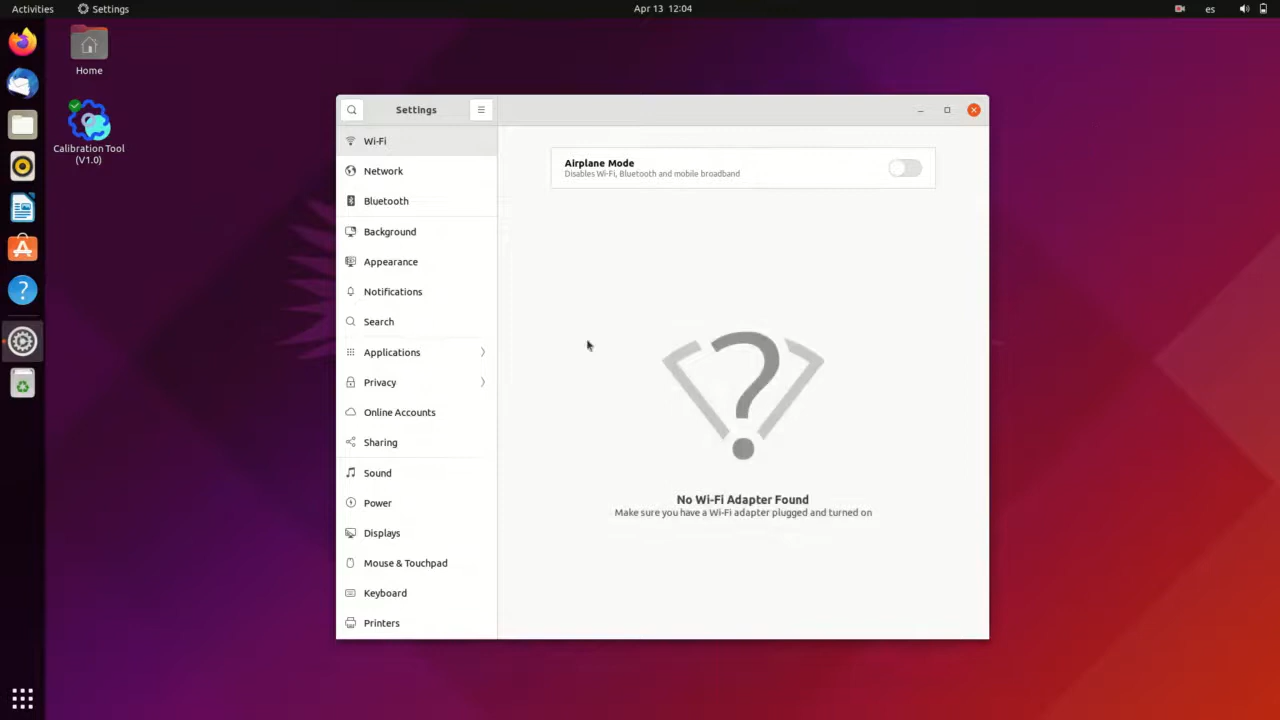 Activities
Settings
Apr 13 12:04
es
Home
Calibration Tool
(V1.0)
Settings
Wi-Fi
Network
Bluetooth
Background
Appearance
Notifications
Search
Applications
Privacy
Online Accounts
Sharing
Sound
Power
Displays
Mouse & Touchpad
Keyboard
Printers
Airplane Mode
Disables Wi-Fi, Bluetooth and mobile broadband
No Wi-Fi Adapter Found
Make sure you have a Wi-Fi adapter plugged and turned on